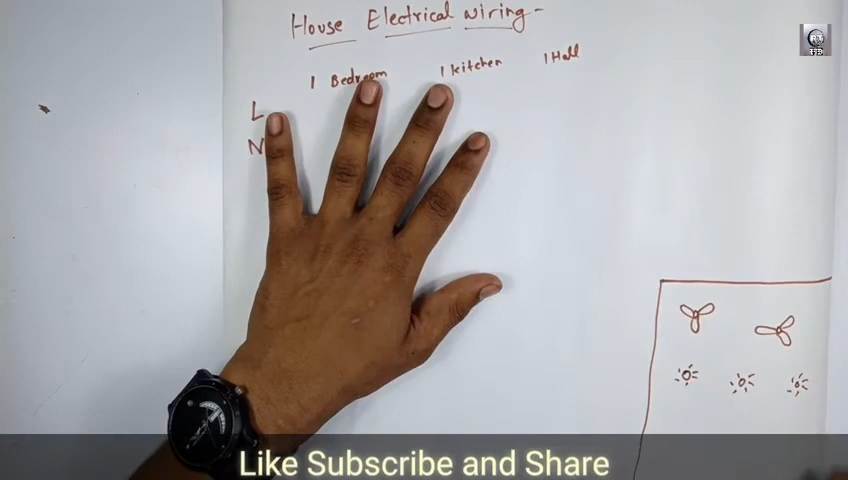 House Electrical wiring -
1 Bedroom 1 kitchen 1 Hall
L
N
Like Subscribe and Share